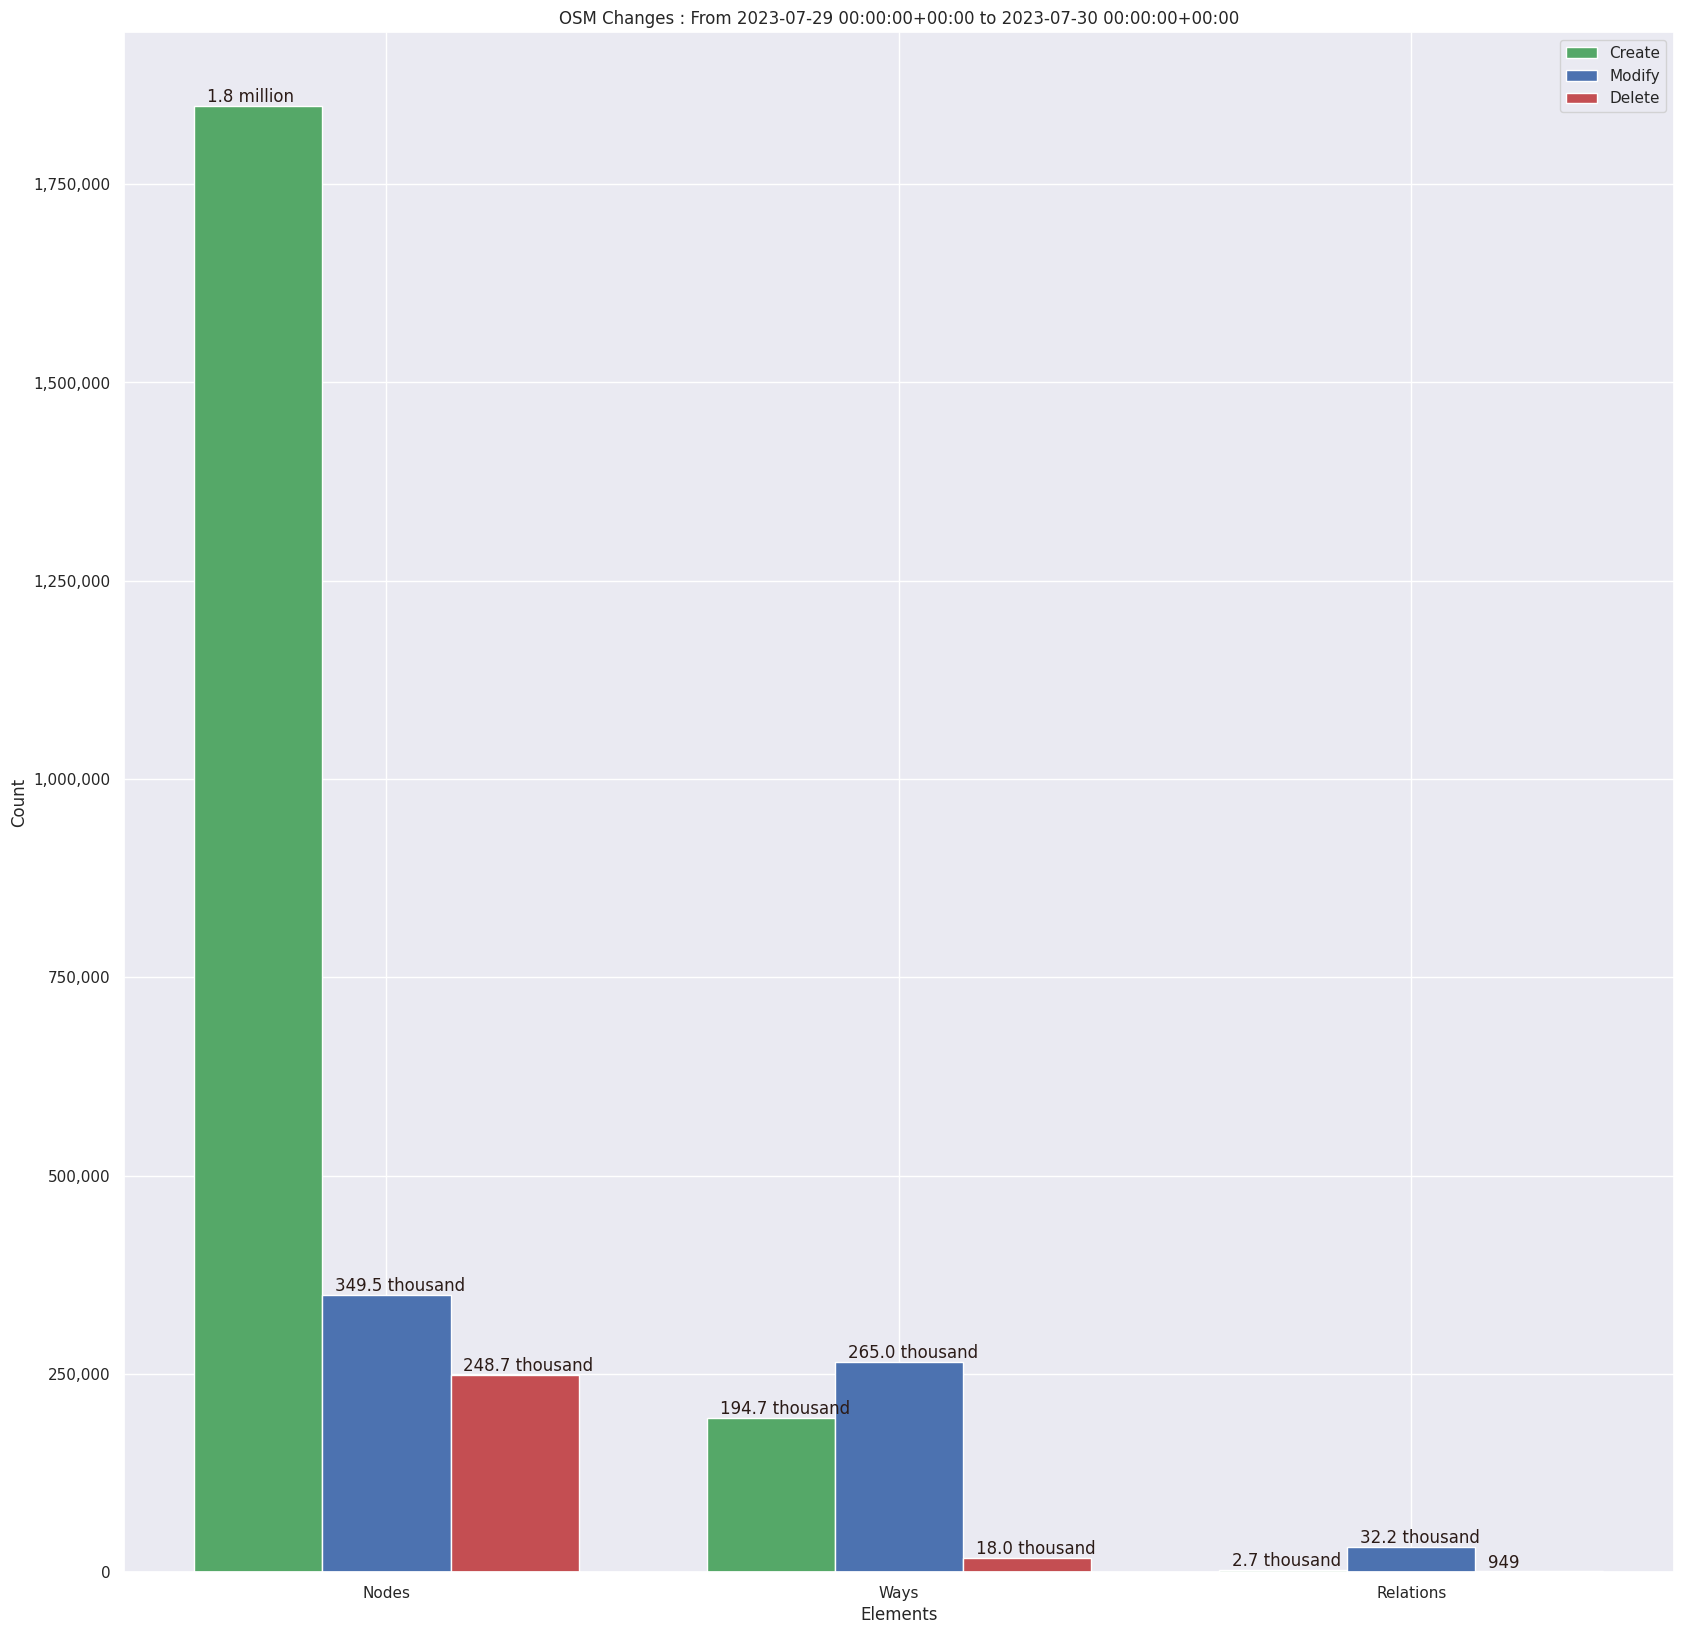 OSM Changes : From 2023-07-29 00:00:00+00:00 to 2023-07-30 00:00:00+00:00
Create
Modify
Delete
1.8 million
1,750,000
1,500,000
1,250,000
1,000,000
Count
750,000
500,000
349.5 thousand
265.0 thousand
248.7 thousand
250,000
194.7 thousand
32.2 thousand
18.0 thousand
2.7 thousand
949
0
Nodes
Ways
Relations
Elements